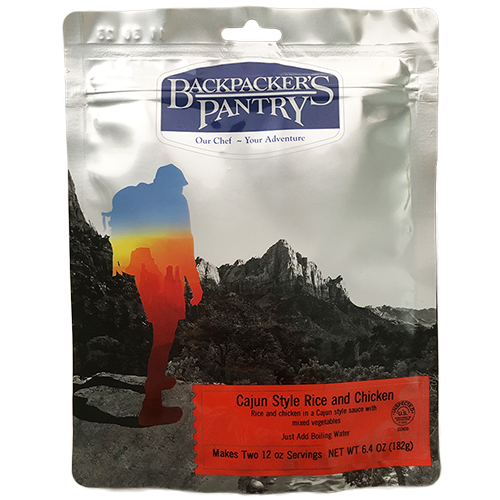 BACKPACKER'S
PANTRY
Our Chef ~ Your Adventure
Cajun Style Rice and Chicken
Rice and chicken in a Cajun style sauce with
mixed vegetables
Just Add Boiling Water
Makes Two 12 oz Servings NET WT 6.4 OZ (182g)